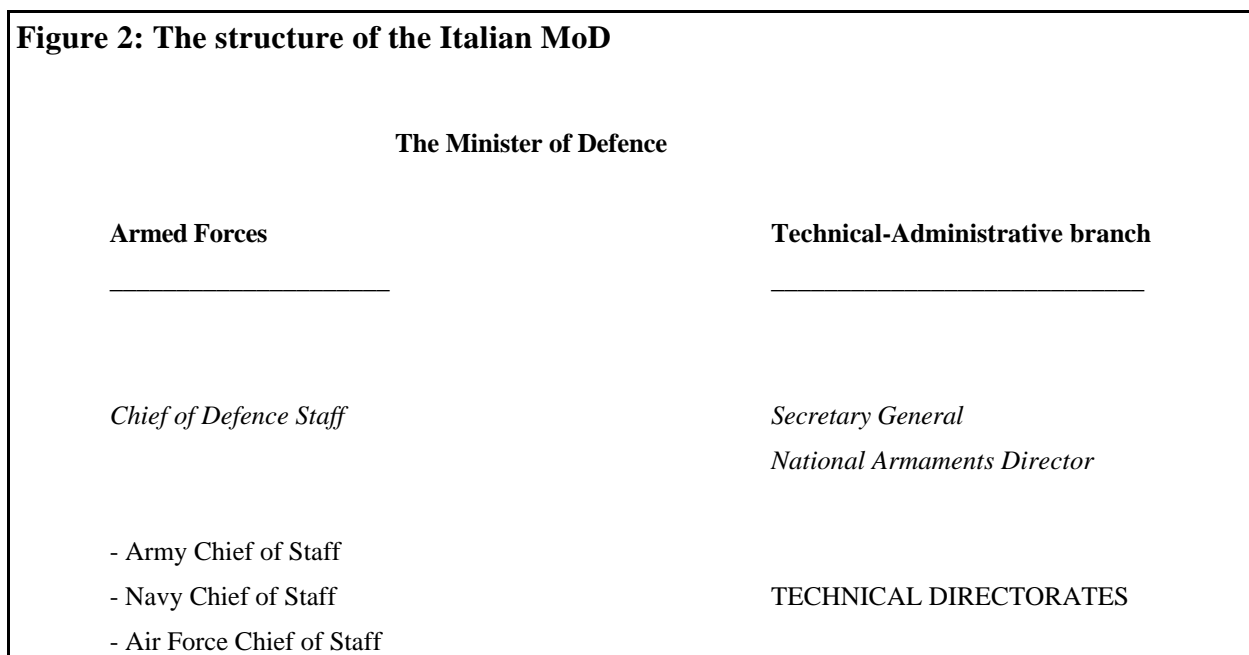 Figure 2: The structure of the Italian MoD
The Minister of Defence
Armed Forces
Technical-Administrative branch
Chief of Defence Staff
Secretary General
National Armaments Director
- Army Chief of Staff
- Navy Chief of Staff
- Air Force Chief of Staff
TECHNICAL DIRECTORATES